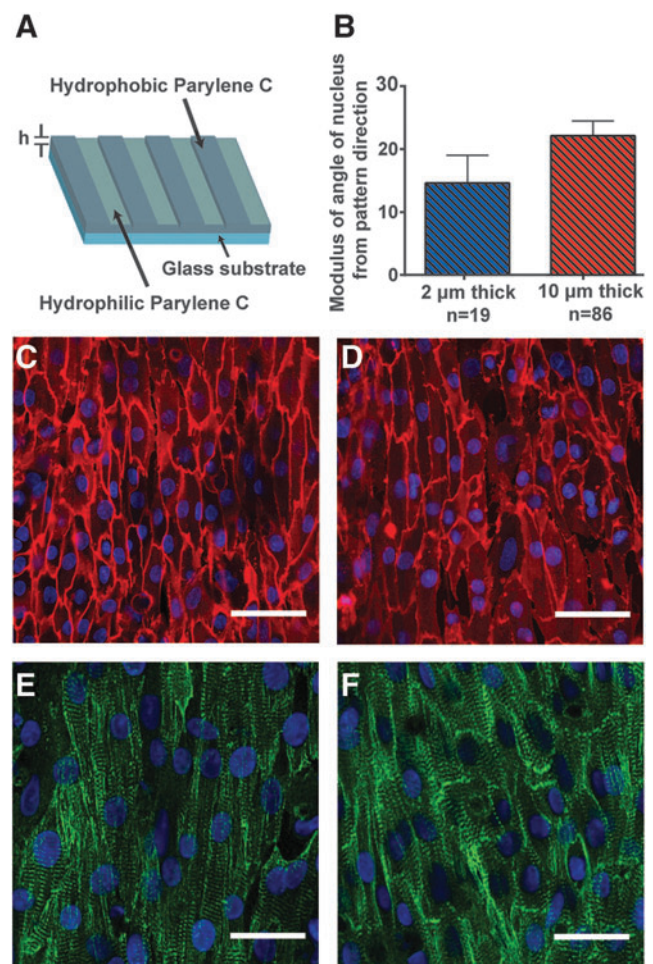 A
Hydrophobic Parylene C
h
Glass substrate
Hydrophilic Parylene C
B
Modulus of angle of nucleus
from pattern direction
30
20
10
0
2 µm thick
n=19
10 µm thick
n=86
C
D
E
F